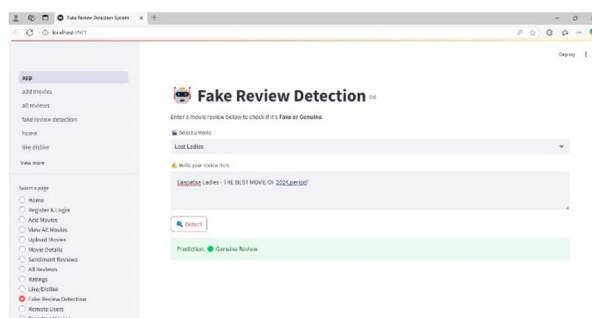 Fake Review Detection System
localhost:8501
Deploy
app
add movies
all reviews
fake review detection
home
like dislike
View more
Select a page
Home
Register & Login
Add Movies
View All Movies
Upload Movies
Movie Details
Sentiment Reviews
All Reviews
Ratings
Like/Dislike
Fake Review Detection
Remote Users
Fake Review Detection
Enter a movie review below to check if it's Fake or Genuine.
Select a Movie
Lost Ladies
Write your review here
Laapataa Ladies - THE BEST MOVIE OF 2024,period!
Detect
Prediction: Genuine Review